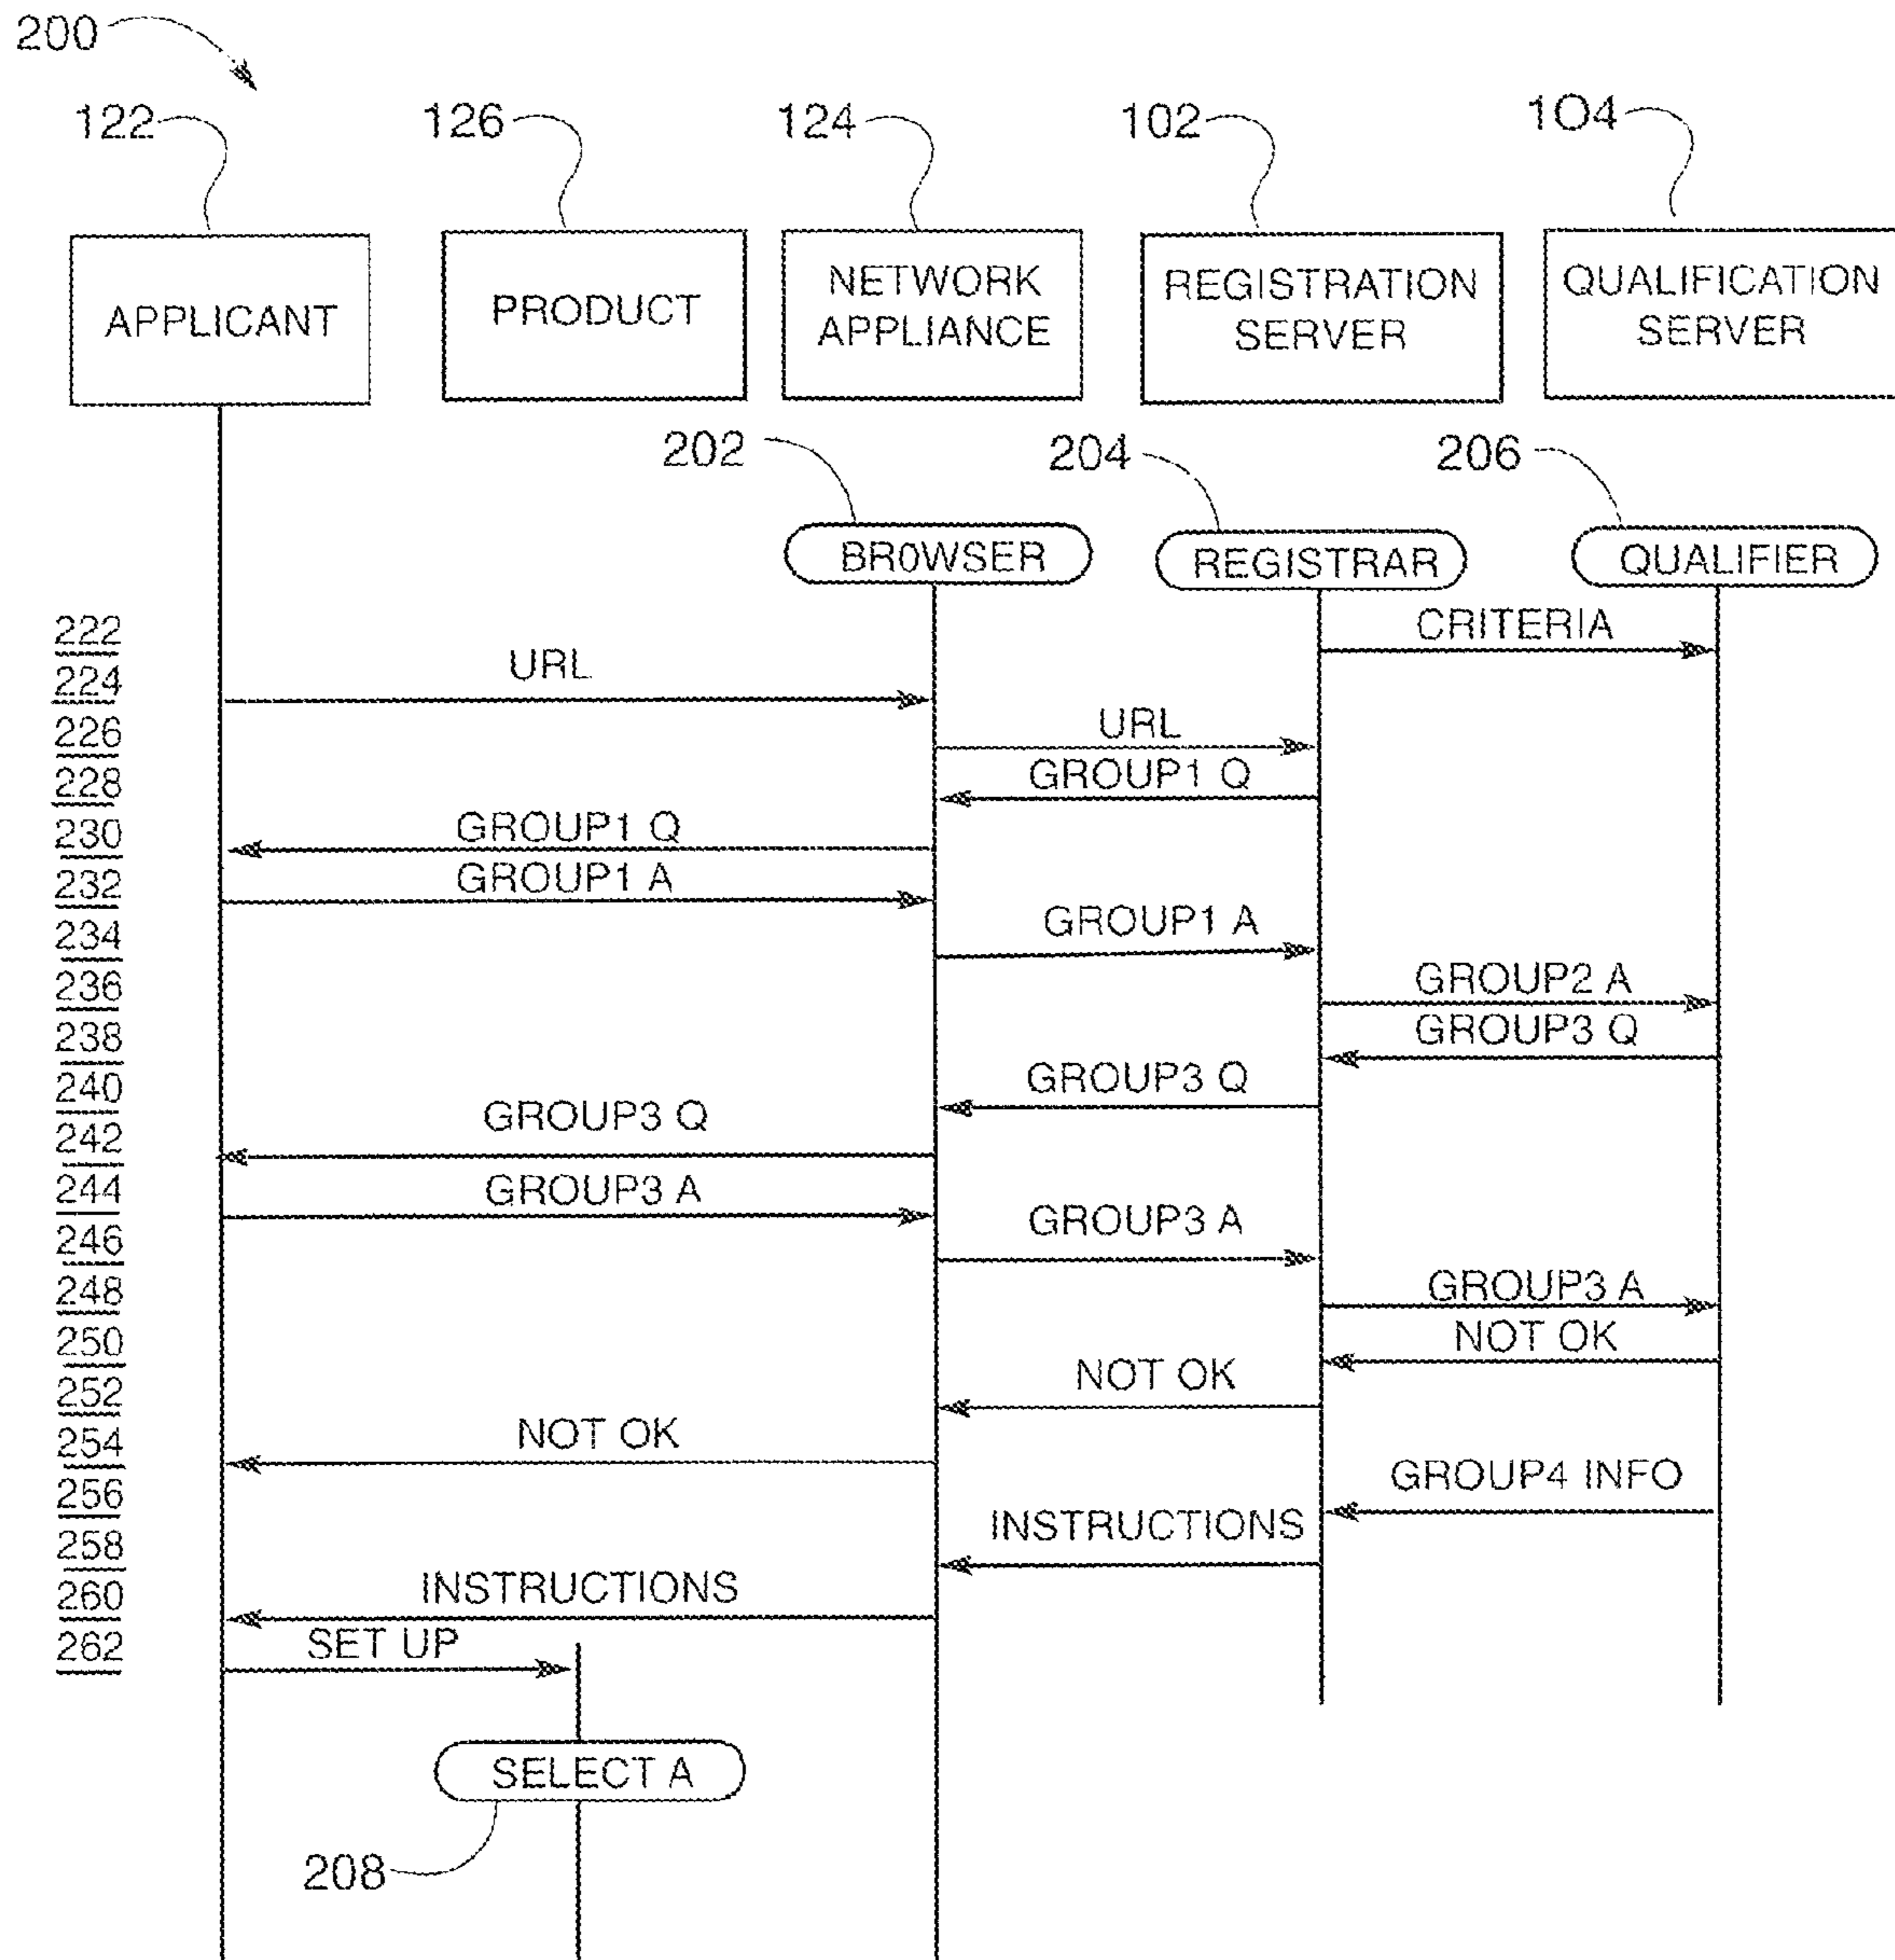 200
122
126
124
102
1O4
APPLICANT
PRODUCT
NETWORK
APPLIANCE
REGISTRATION
SERVER
QUALIFICATION
SERVER
202
204
206
BR0WSER
REGISTRAR
QUALIFIER
222
CRITERIA
224
URL
226
URL
228
GROUP1 Q
230
GROUP1 Q
232
GROUP1 A
234
GROUP1 A
236
GROUP2 A
238
GROUP3 Q
240
GROUP3 Q
242
GROUP3 Q
244
GROUP3 A
246
GROUP3 A
248
GROUP3 A
250
NOT OK
252
NOT OK
254
NOT OK
256
GROUP4 INFO
258
INSTRUCTIONS
260
INSTRUCTIONS
262
SET UP
SELECT A
208